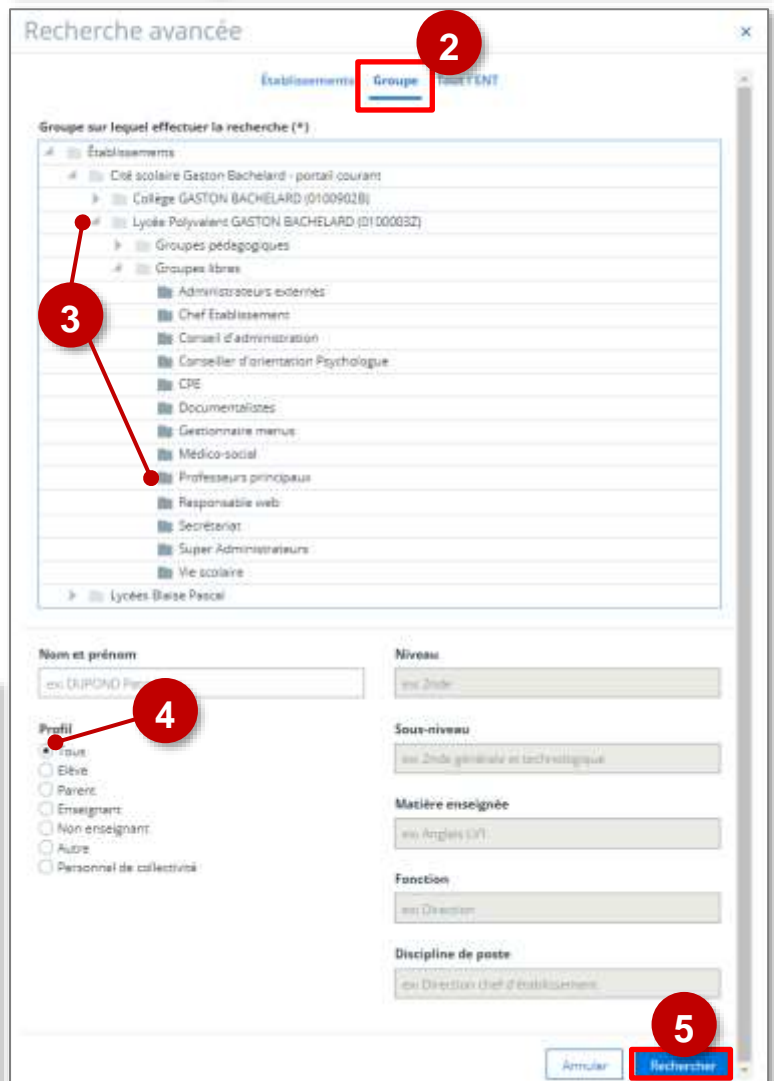 Recherche avancée ×
2
Établissements Groupe Tout l'ENT
Groupe sur lequel effectuer la recherche (*)
Établissements
Cité scolaire Gaston Bachelard - portail courant
Collège GASTON BACHELARD (0100902B)
Lycée Polyvalent GASTON BACHELARD (0100003Z)
Groupes pédagogiques
Groupes libres
Administrateurs externes
3
Chef Etablissement
Conseil d'administration
Conseiller d'orientation Psychologue
CPE
Documentalistes
Gestionnaire menus
Médico-social
Professeurs principaux
Responsable web
Secrétariat
Super Administrateurs
Vie scolaire
Lycées Blaise Pascal
Nom et prénom
ex: DUPOND
4
Profil
Tous
Elève
Parent
Enseignant
Non enseignant
Autre
Personnel de collectivité
Niveau
ex: 2nde
Sous-niveau
ex: 2nde générale et technologique
Matière enseignée
ex: Anglais LV1
Fonction
ex: Direction
Discipline de poste
ex: Direction chef d'établissement
5
Annuler Rechercher